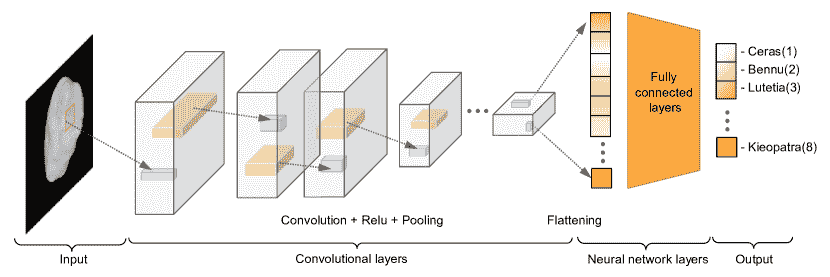 - Ceras(1)
- Bennu(2)
- Lutetia(3)
- Kieopatra(8)
Fully
connected
layers
Convolution + Relu + Pooling
Flattening
Input
Convolutional layers
Neural network layers
Output